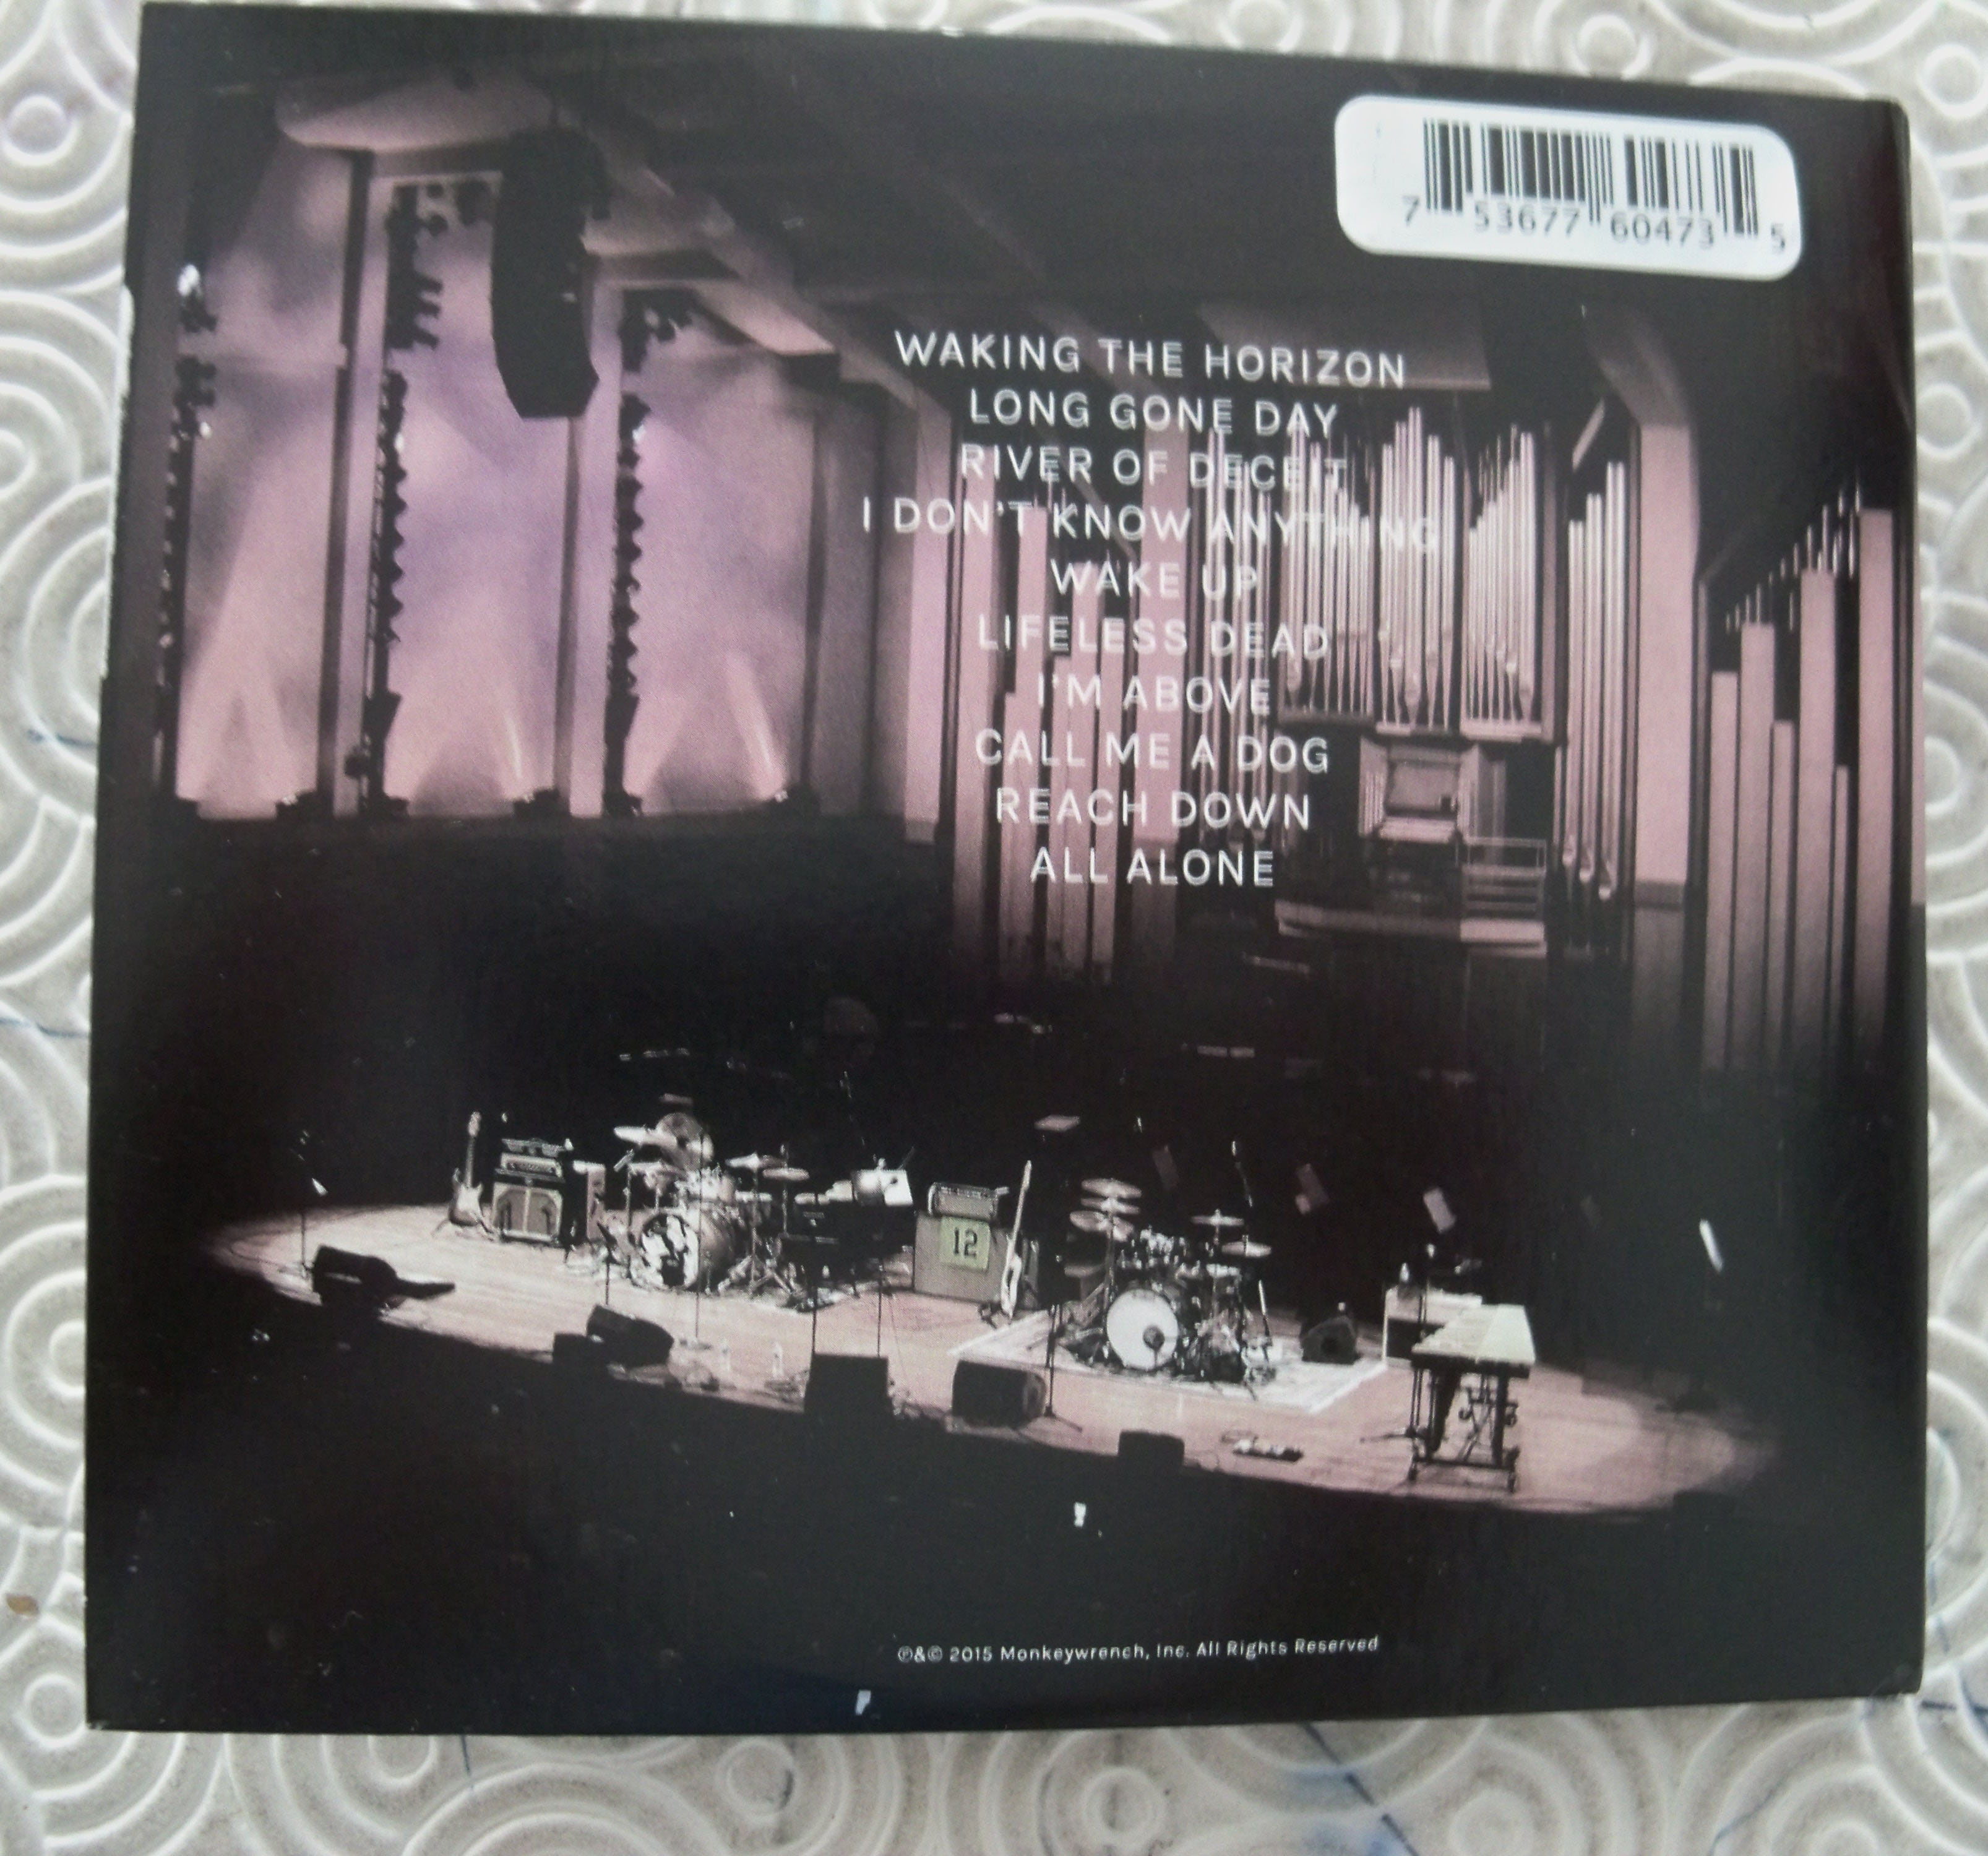 7 53677 60473 5
WAKING THE HORIZON
LONG GONE DAY
RIVER OF DECEIT
I DON'T KNOW ANYTHING
WAKE UP
LIFELESS DEAD
I'M ABOVE
CALL ME A DOG
REACH DOWN
ALL ALONE
12
℗&© 2015 Monkeywrench, Inc. All Rights Reserved